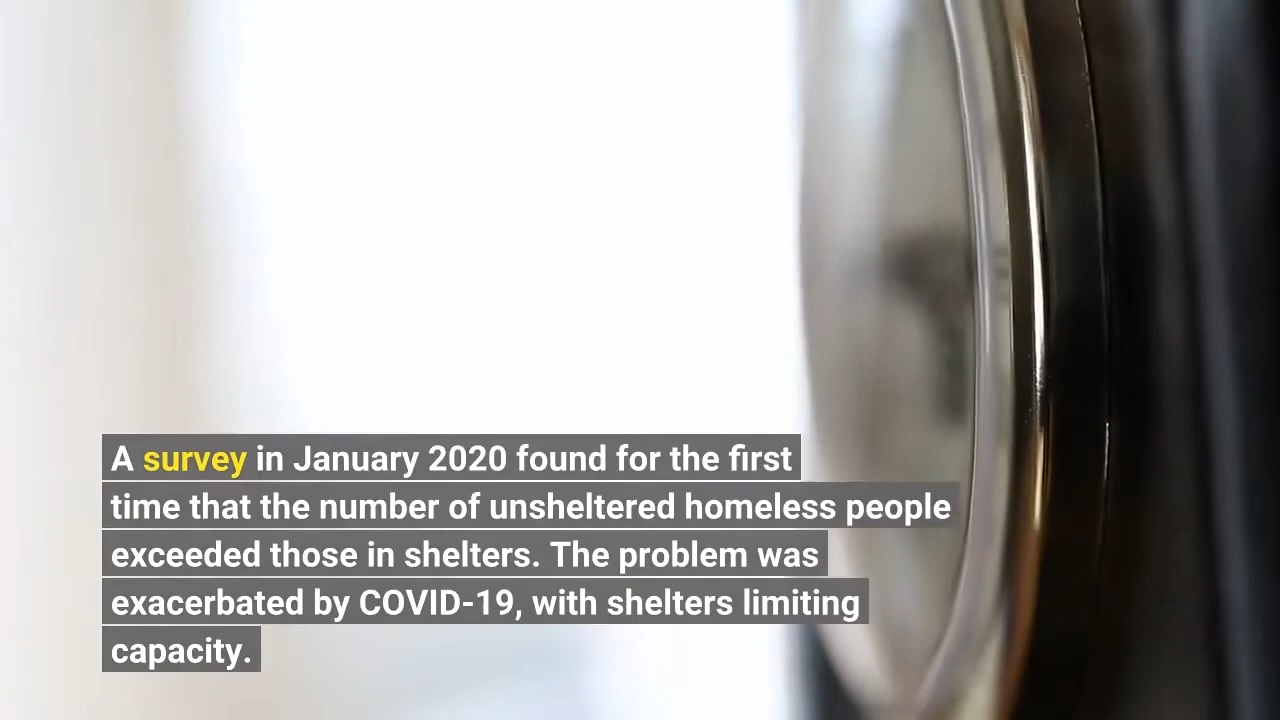 A survey in January 2020 found for the first
time that the number of unsheltered homeless people
exceeded those in shelters. The problem was
exacerbated by COVID-19, with shelters limiting
capacity.